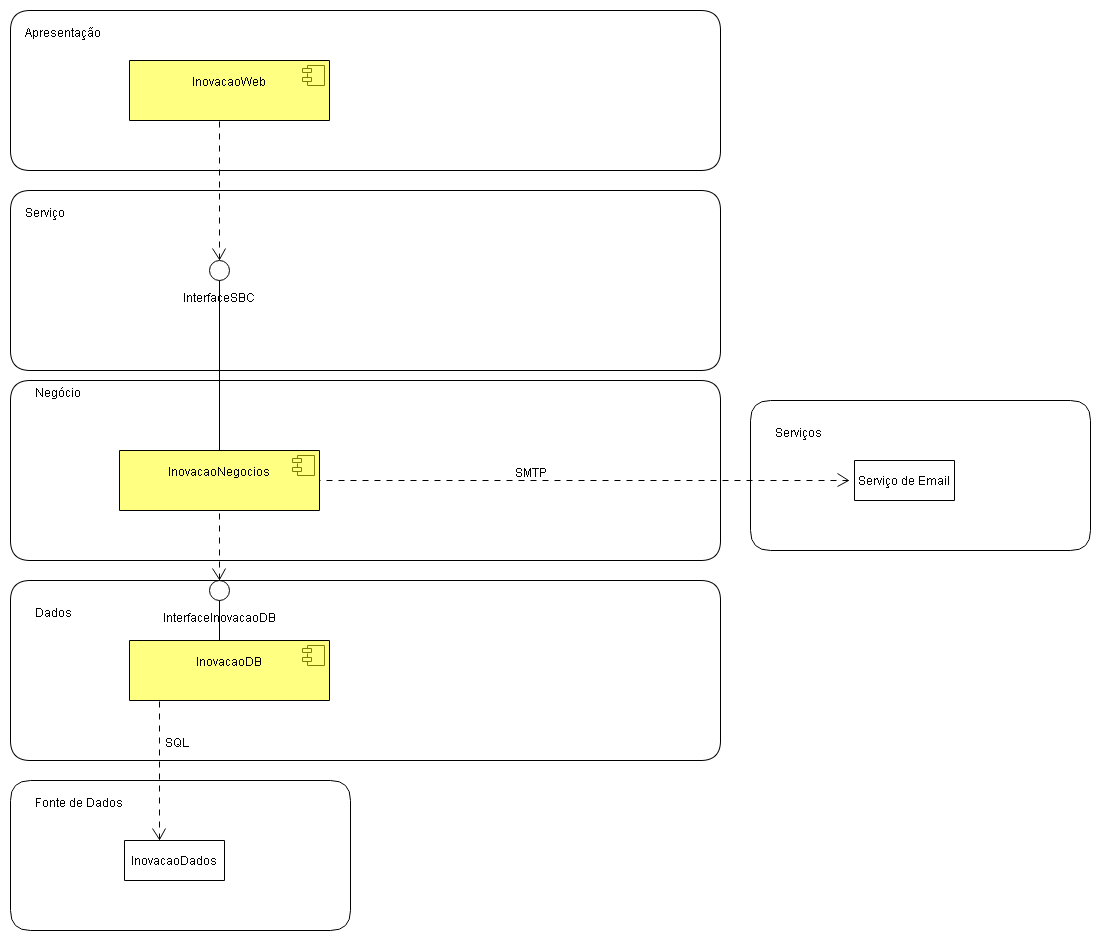 Apresentação
InovacaoWeb
Serviço
InterfaceSBC
Negócio
InovacaoNegocios
SMTP
Serviços
Serviço de Email
Dados
InterfaceInovacaoDB
InovacaoDB
SQL
Fonte de Dados
InovacaoDados